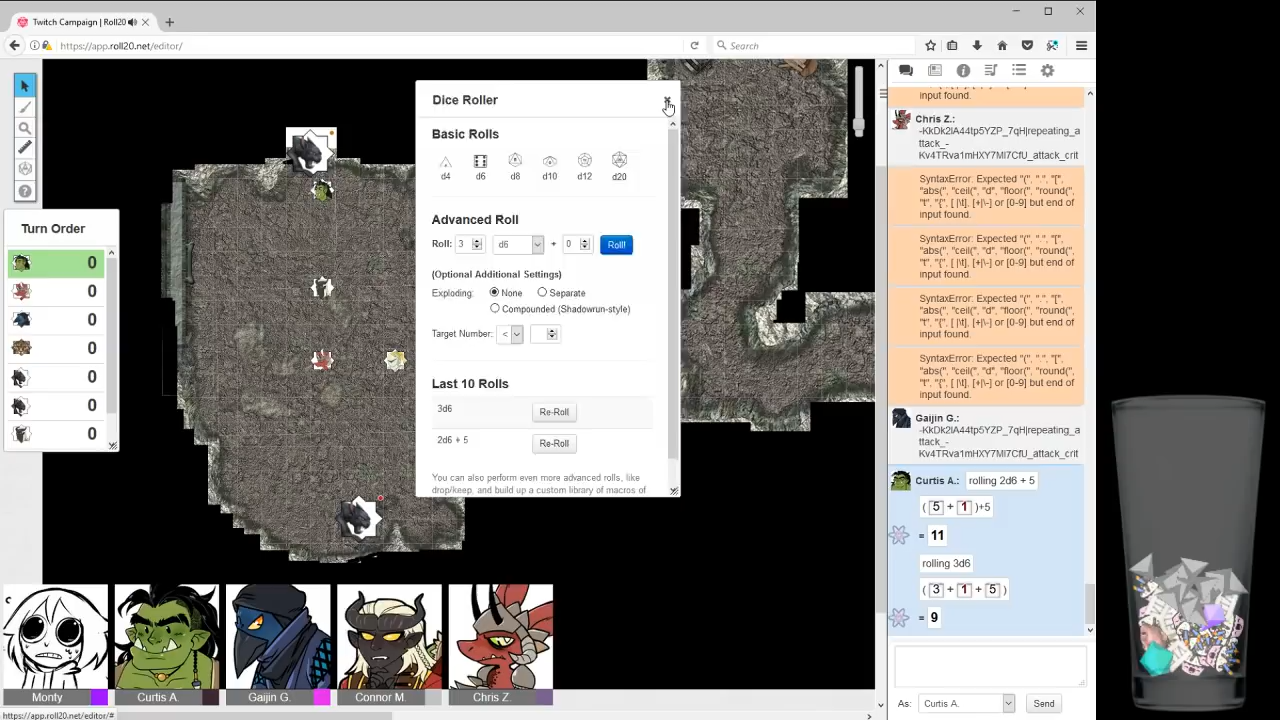 Twitch Campaign | Roll20
https://app.roll20.net/editor/
Search
Turn Order
0
0
0
0
0
0
0
Dice Roller
Basic Rolls
d4 d6 d8 d10 d12 d20
Advanced Roll
Roll: 3 d6 + 0 Roll!
(Optional Additional Settings)
Exploding: None Separate
Compounded (Shadowrun-style)
Target Number: <
Last 10 Rolls
3d6 Re-Roll
2d6 + 5 Re-Roll
You can also perform even more advanced rolls, like
drop/keep, and build up a custom library of macros of
input found.
Chris Z.:
-KkDk2lA44tp5YZP_7qH|repeating_a
ttack_-
Kv4TRva1mHXY7Ml7CfU_attack_crit
SyntaxError: Expected "(", ".", "[",
"abs(", "ceil(", "d", "floor(", "round(",
"t", "{", [ |\t], [+|\-] or [0-9] but end of
input found.
SyntaxError: Expected "(", ".", "[",
"abs(", "ceil(", "d", "floor(", "round(",
"t", "{", [ |\t], [+|\-] or [0-9] but end of
input found.
SyntaxError: Expected "(", ".", "[",
"abs(", "ceil(", "d", "floor(", "round(",
"t", "{", [ |\t], [+|\-] or [0-9] but end of
input found.
SyntaxError: Expected "(", ".", "[",
"abs(", "ceil(", "d", "floor(", "round(",
"t", "{", [ |\t], [+|\-] or [0-9] but end of
input found.
Gaijin G.:
-KkDk2lA44tp5YZP_7qH|repeating_
attack_-
Kv4TRva1mHXY7Ml7CfU_attack_crit
Curtis A.: rolling 2d6 + 5
( 5 + 1 )+5
= 11
rolling 3d6
( 3 + 1 + 5 )
= 9
As: Curtis A. Send
Monty Curtis A. Gaijin G. Connor M. Chris Z.
https://app.roll20.net/editor/#